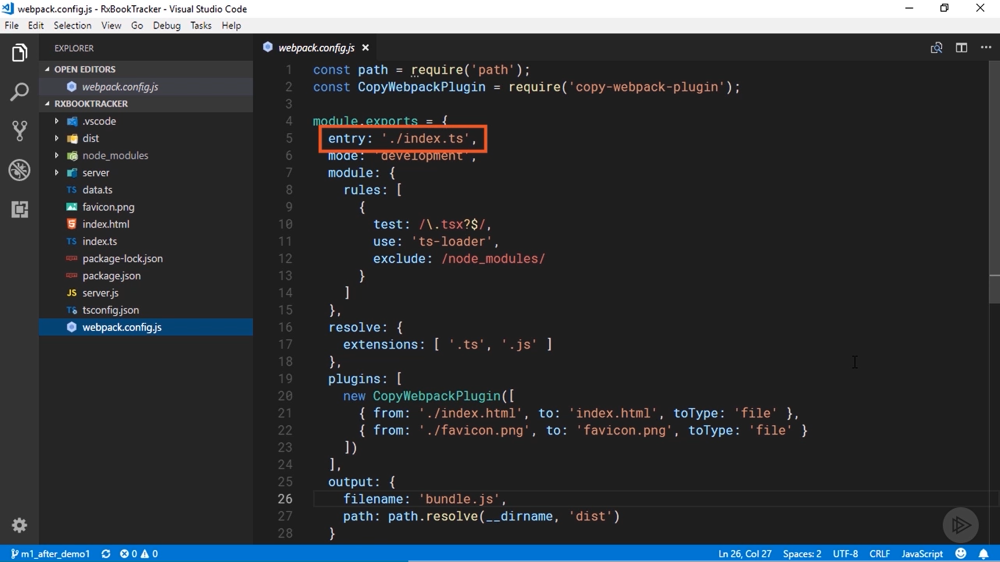 webpack.config.js - RxBookTracker - Visual Studio Code
File Edit Selection View Go Debug Tasks Help
EXPLORER
OPEN EDITORS
webpack.config.js
RXBOOKTRACKER
.vscode
dist
node_modules
server
TS data.ts
favicon.png
index.html
TS index.ts
package-lock.json
package.json
JS server.js
TS tsconfig.json
webpack.config.js
webpack.config.js
1 const path = require('path');
2 const CopyWebpackPlugin = require('copy-webpack-plugin');
3
4 module.exports = {
5 entry: './index.ts',
6 mode: 'development',
7 module: {
8 rules: [
9 {
10 test: /\.tsx?$/,
11 use: 'ts-loader',
12 exclude: /node_modules/
13 }
14 ]
15 },
16 resolve: {
17 extensions: [ '.ts', '.js' ]
18 },
19 plugins: [
20 new CopyWebpackPlugin([
21 { from: './index.html', to: 'index.html', toType: 'file' },
22 { from: './favicon.png', to: 'favicon.png', toType: 'file' }
23 ])
24 ],
25 output: {
26 filename: 'bundle.js',
27 path: path.resolve(__dirname, 'dist')
28 }
m1_after_demo1 0 0 Ln 26, Col 27 Spaces: 2 UTF-8 CRLF JavaScript